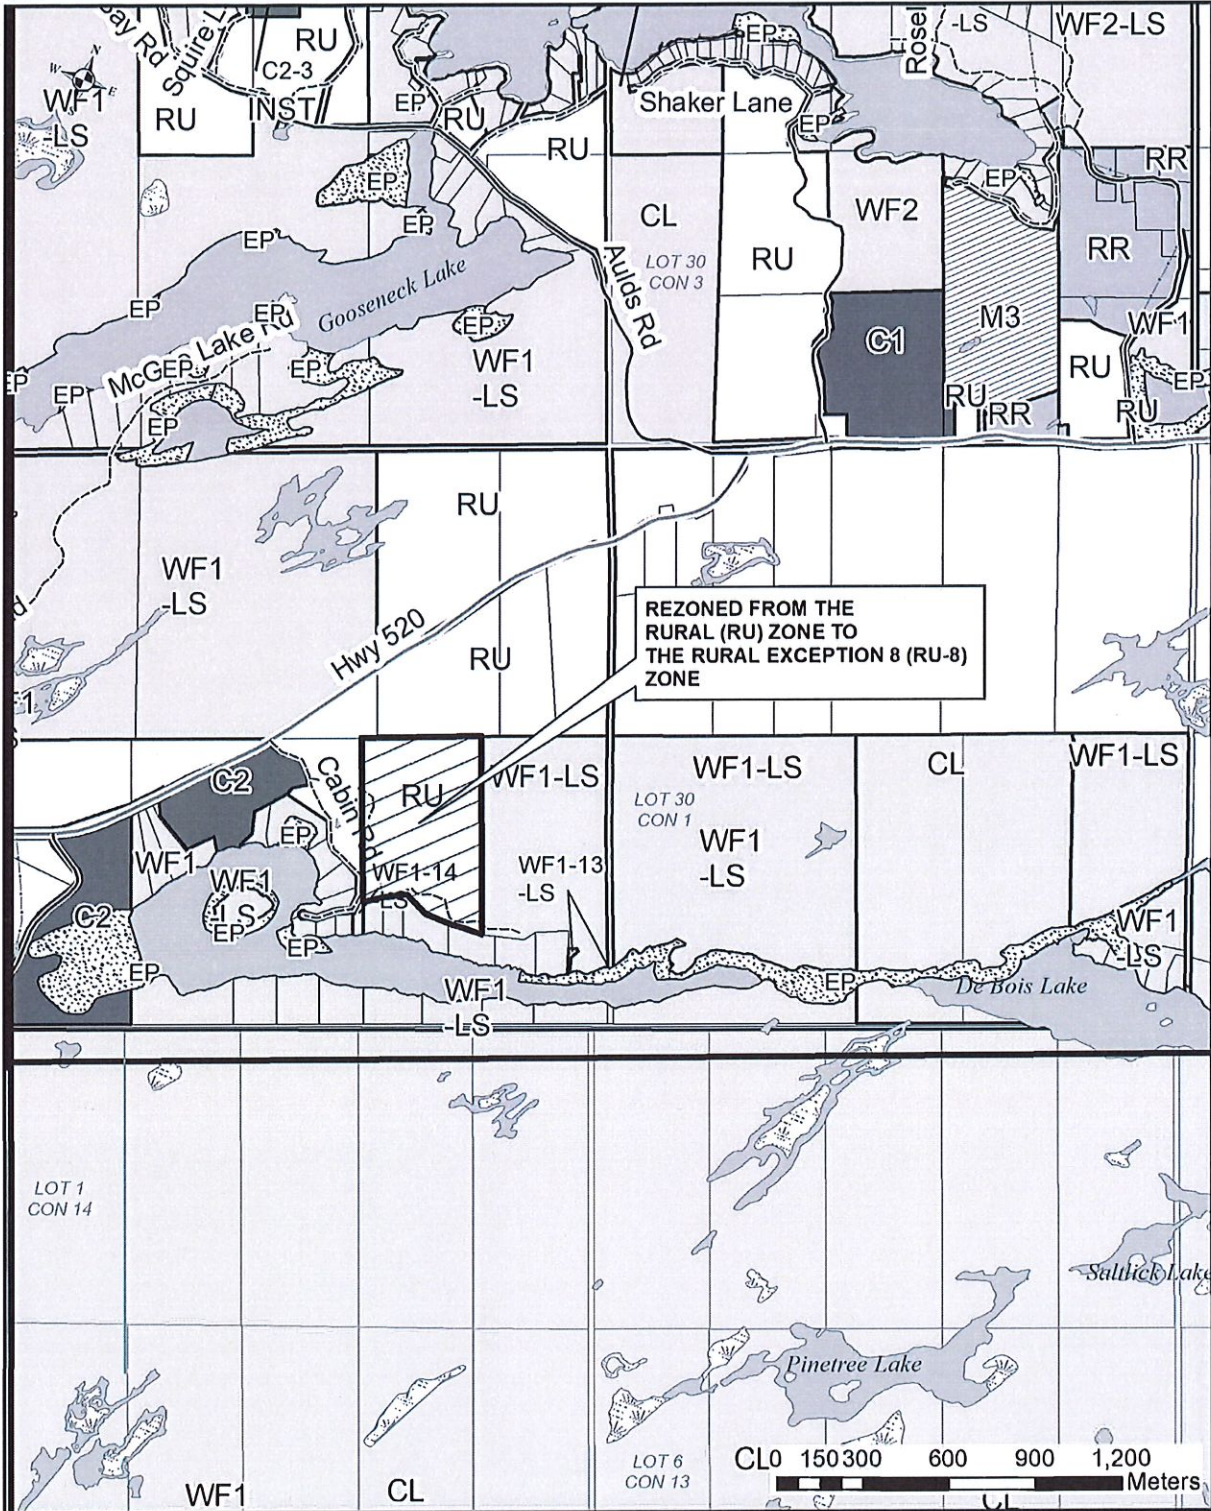 ay Rd
Squire L
RU
C2-3
INST
N
W
E
WF1
-LS
RU
EP
RU
RU
EP
Shaker Lane
EP
Rosel
-LS
WF2-LS
EP
EP
EP
EP
EP
McGee Lake Rd
EP
EP
EP
EP
EP
EP
Gooseneck Lake
EP
WF1
-LS
Aulds Rd
CL
LOT 30
CON 3
RU
WF2
C1
EP
M3
RU
RR
RR
RR
RU
WF1
EP
RU
WF1
-LS
RU
Hwy 520
RU
REZONED FROM THE
RURAL (RU) ZONE TO
THE RURAL EXCEPTION 8 (RU-8)
ZONE
d
F1
C2
Cabin Rd
RU
WF1-LS
WF1-LS
LOT 30
CON 1
WF1
-LS
CL
WF1-LS
WF1
EP
WF1
-LS
EP
EP
WF1-14
-LS
WF1-13
-LS
C2
EP
WF1
-LS
EP
De Bois Lake
WF1
-LS
LOT 1
CON 14
Saltlick Lake
Pinetree Lake
LOT 6
CON 13
WF1
CL
CL
0 150 300 600 900 1,200
Meters
CL